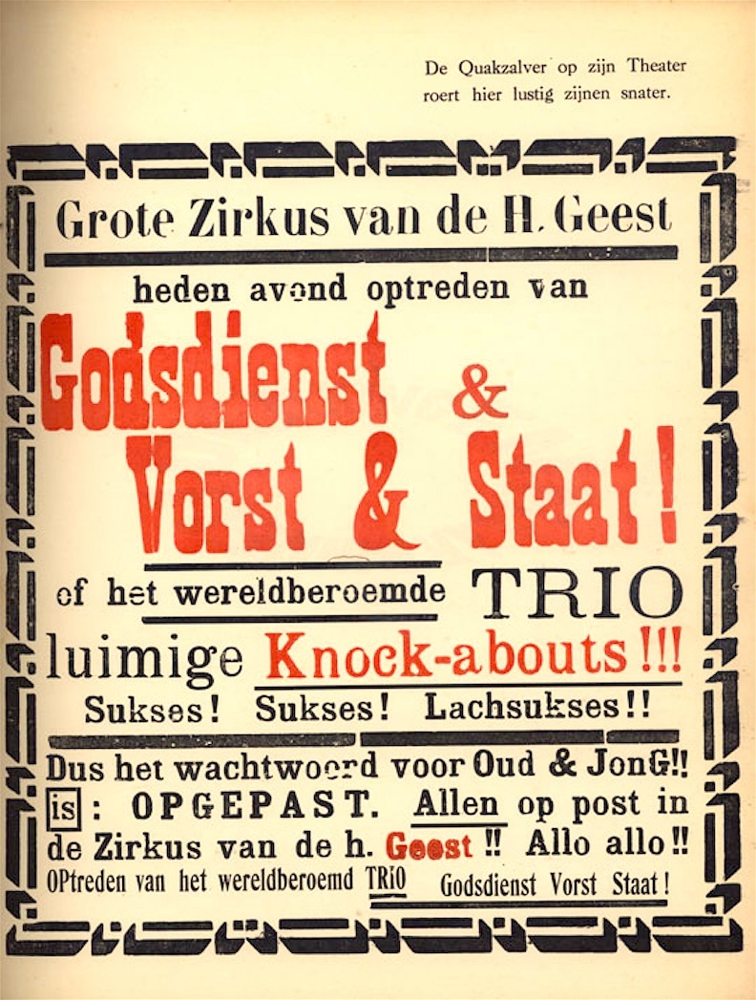 De Quakzalver op zijn Theater
roert hier lustig zijnen snater.
Grote Zirkus van de H. Geest
heden avond optreden van
Godsdienst &
Vorst & Staat!
of het wereldberoemde TRIO
luimige Knock-abouts!!!
Sukses! Sukses! Lachsukses!!
Dus het wachtwoord voor Oud & JonG!!
is: OPGEPAST. Allen op post in
de Zirkus van de h. Geest!! Allo allo!!
OPtreden van het wereldberoemd TRIO Godsdienst Vorst Staat!